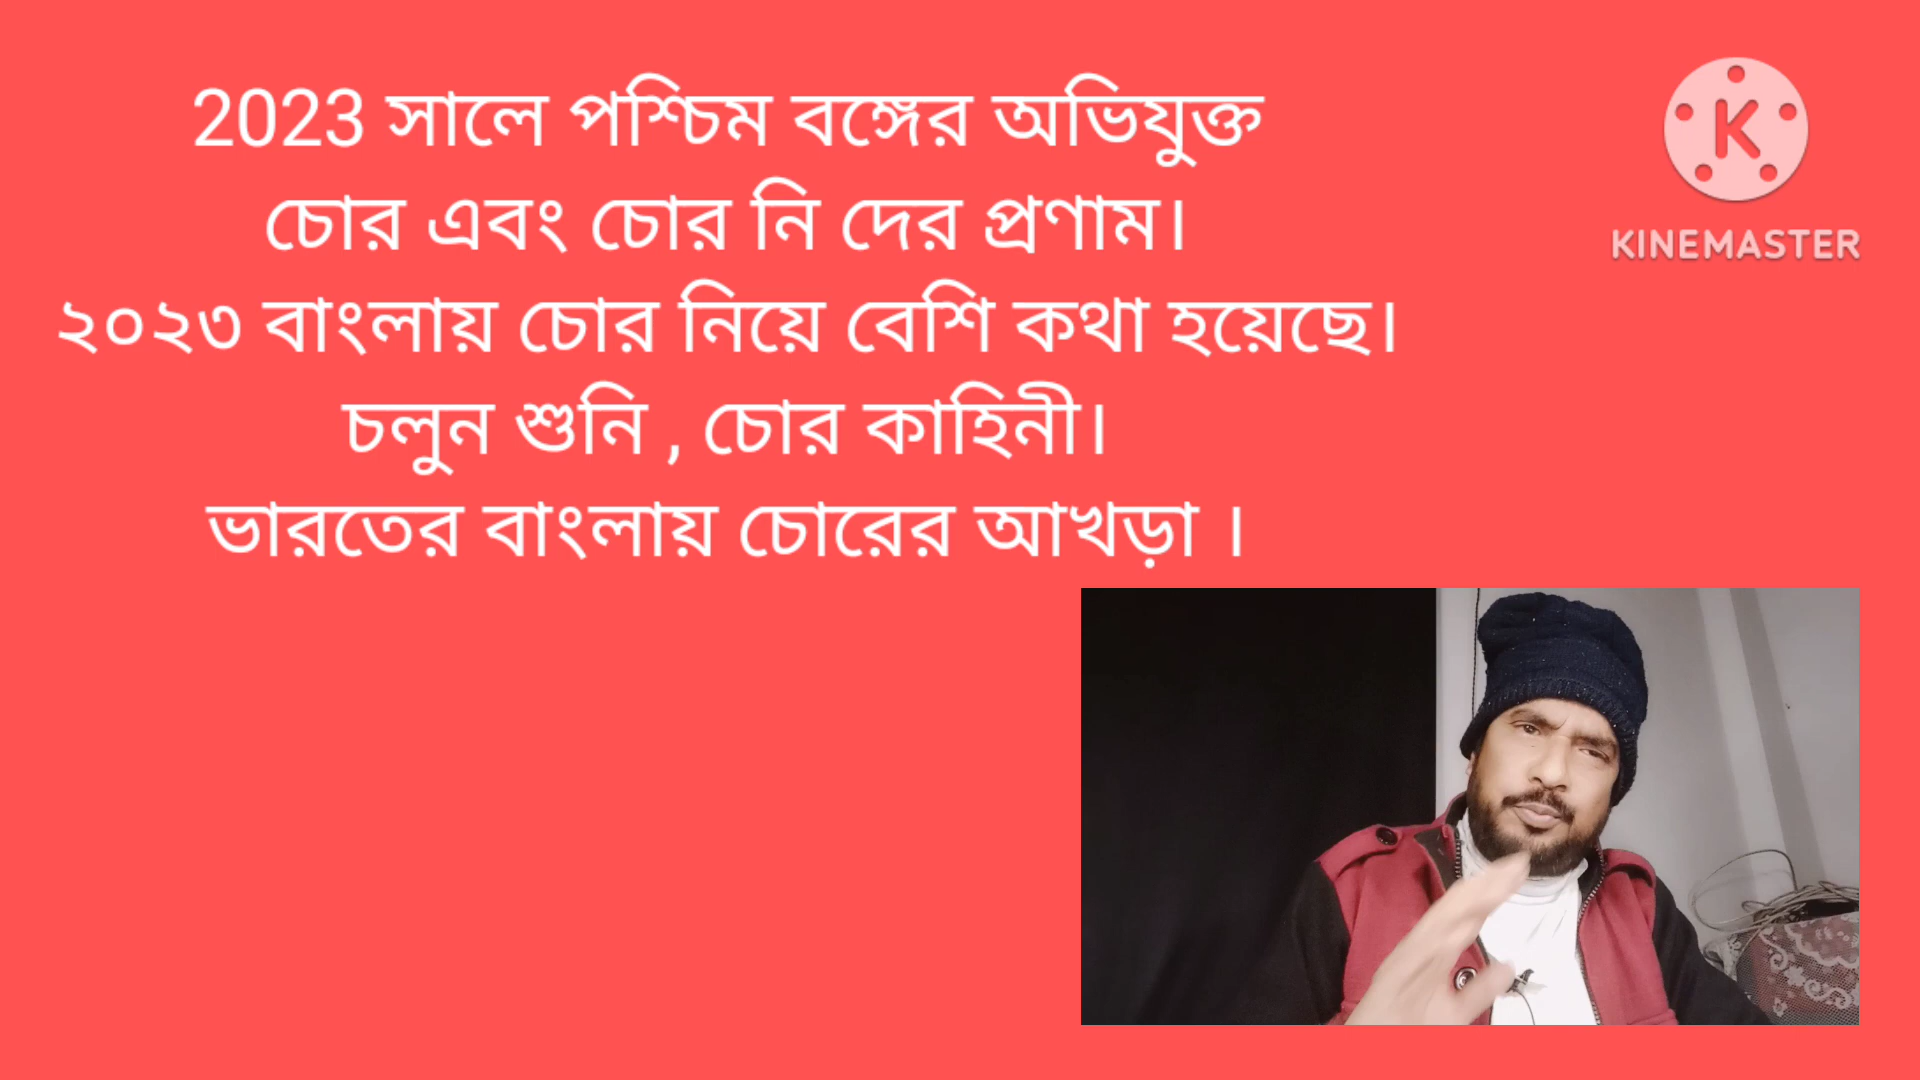 2023 সালে পশ্চিম বঙ্গের অভিযুক্ত
চোর এবং চোর নি দের প্রণাম।
২০২৩ বাংলায় চোর নিয়ে বেশি কথা হয়েছে।
চলুন শুনি , চোর কাহিনী।
ভারতের বাংলায় চোরের আখড়া ।
K
KINEMASTER